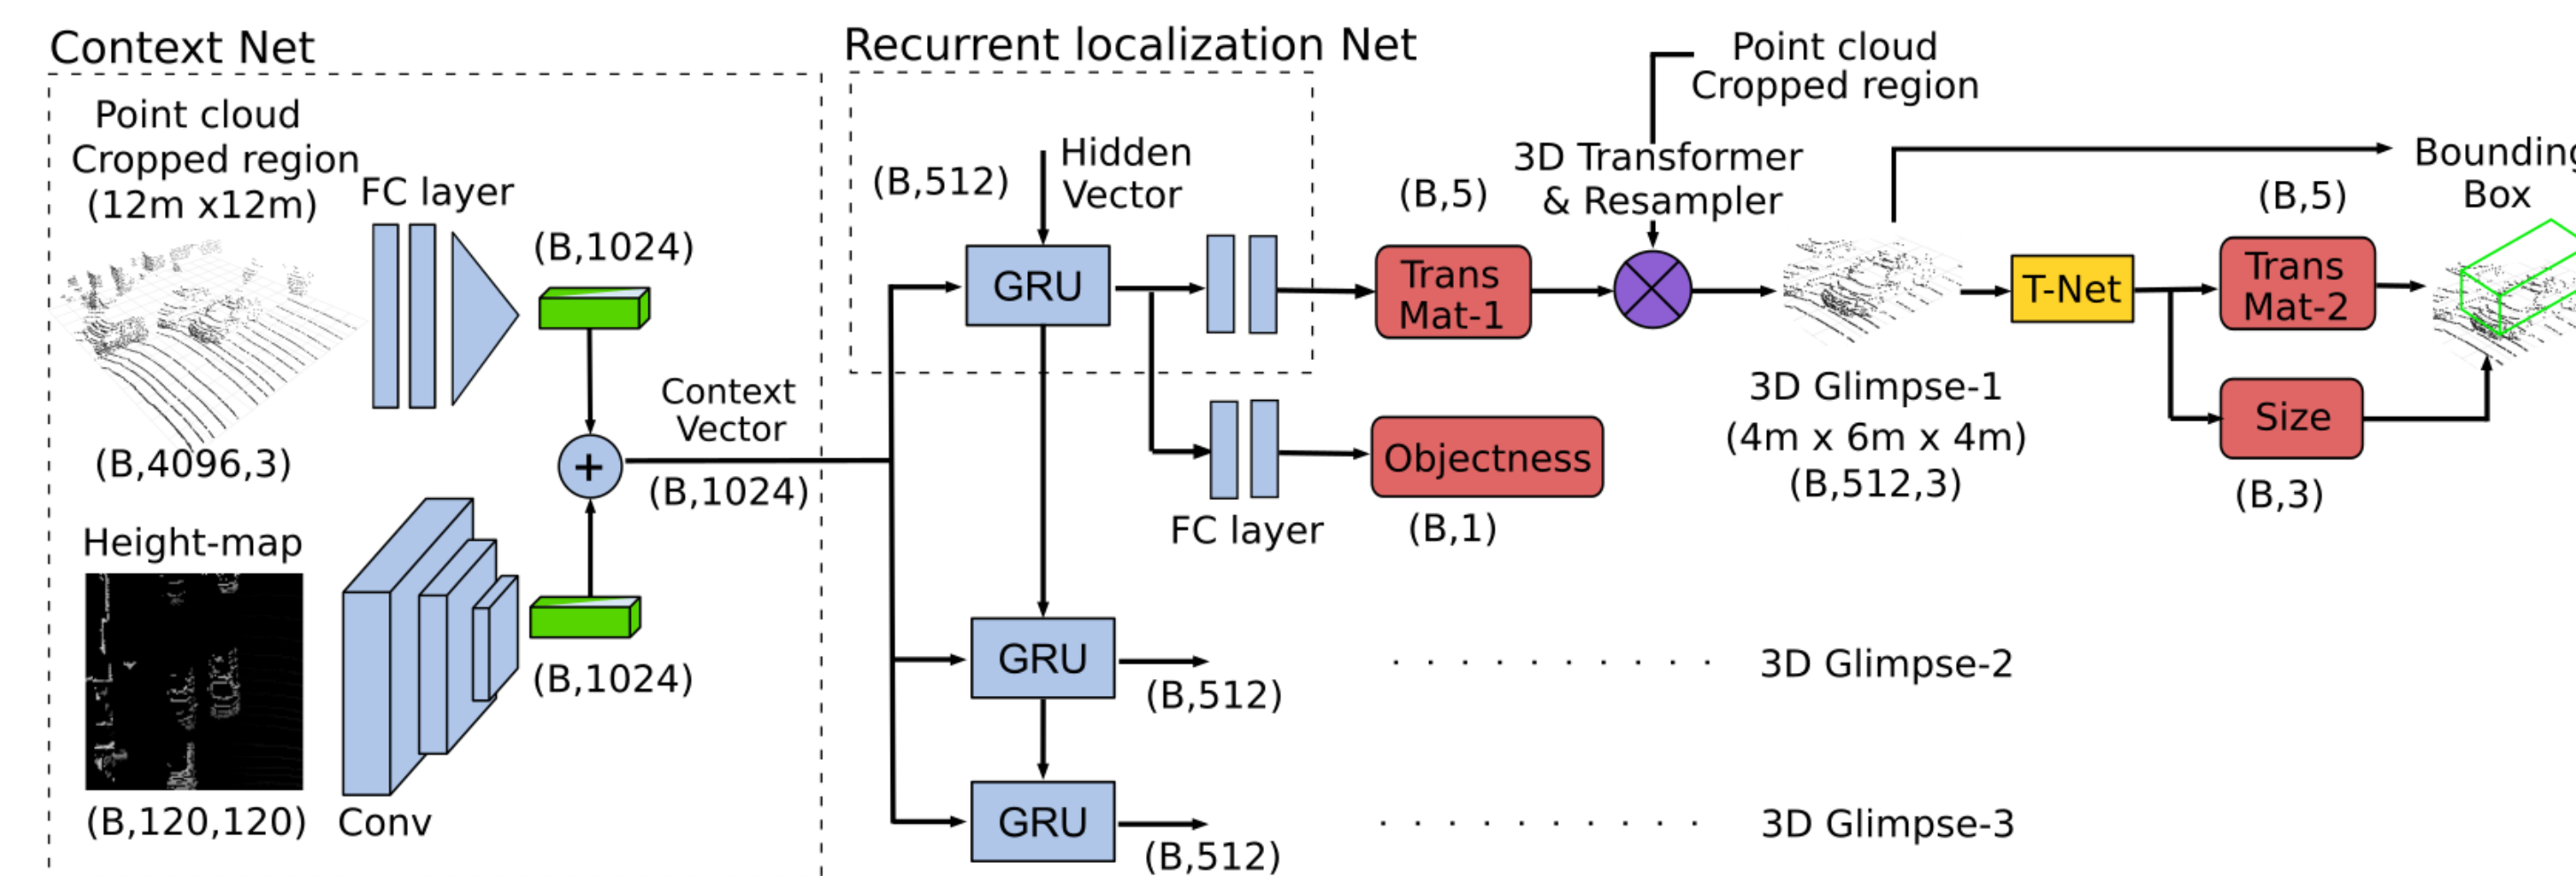 Context Net
Point cloud
Cropped region
(12m x12m)
FC layer
(B,1024)
(B,4096,3)
Context
Vector
+
(B,1024)
Height-map
(B,1024)
(B,120,120)
Conv
Recurrent localization Net
(B,512)
Hidden
Vector
GRU
FC layer
GRU
(B,512)
GRU
(B,512)
(B,5)
Trans
Mat-1
Objectness
(B,1)
Point cloud
Cropped region
3D Transformer
& Resampler
3D Glimpse-1
(4m x 6m x 4m)
(B,512,3)
T-Net
(B,5)
Trans
Mat-2
Size
(B,3)
Bounding
Box
3D Glimpse-2
3D Glimpse-3